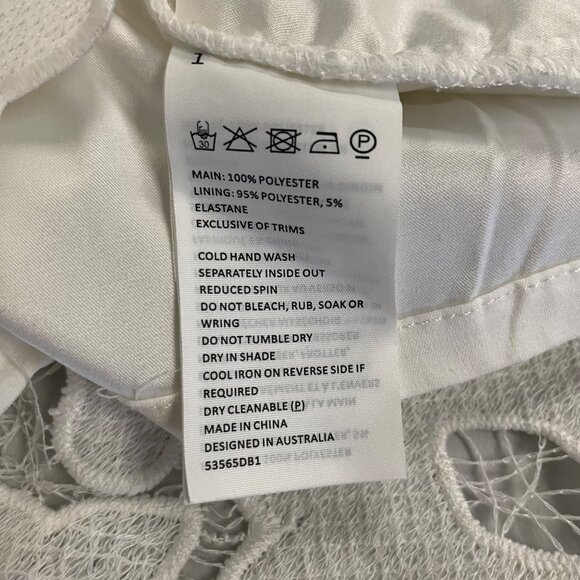 1
30
P
MAIN: 100% POLYESTER
LINING: 95% POLYESTER, 5%
ELASTANE
EXCLUSIVE OF TRIMS
COLD HAND WASH
SEPARATELY INSIDE OUT
REDUCED SPIN
DO NOT BLEACH, RUB, SOAK OR
WRING
DO NOT TUMBLE DRY
DRY IN SHADE
COOL IRON ON REVERSE SIDE IF
REQUIRED
DRY CLEANABLE (P)
MADE IN CHINA
DESIGNED IN AUSTRALIA
53565DB1